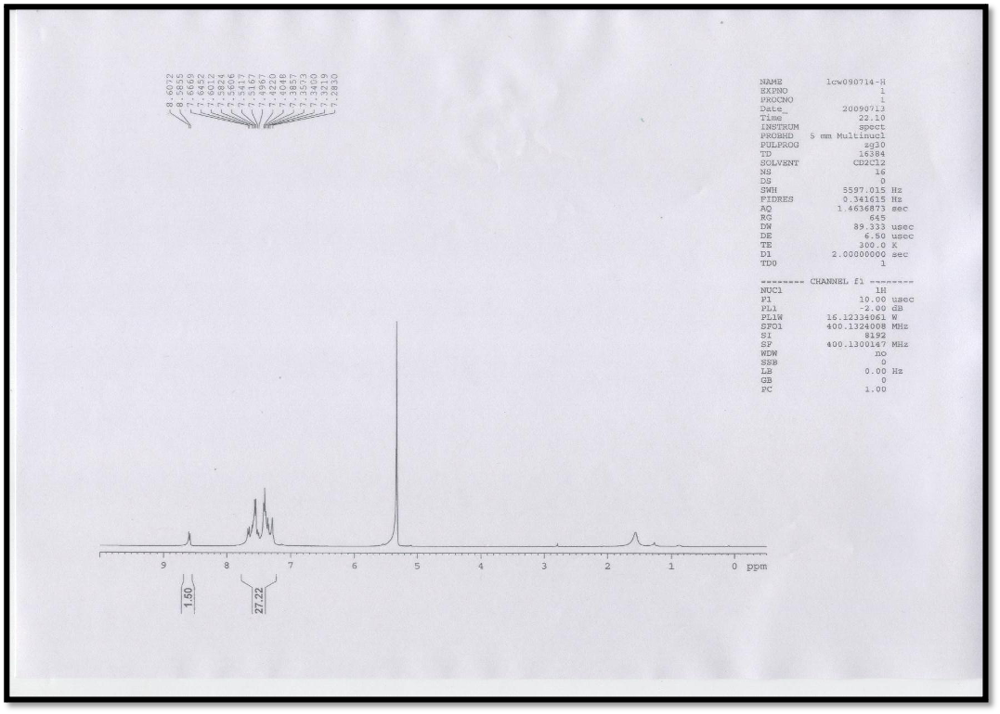 8.6072
8.5855
7.6669
7.6452
7.6012
7.5824
7.5606
7.5417
7.5167
7.4967
7.4220
7.4048
7.3857
7.3573
7.3400
7.3219
7.2830
NAME lcw090714-H
EXPNO 1
PROCNO 1
Date_ 20090713
Time 22.10
INSTRUM spect
PROBHD 5 mm Multinucl
PULPROG zg30
TD 16384
SOLVENT CD2Cl2
NS 16
DS 0
SWH 5597.015 Hz
FIDRES 0.341615 Hz
AQ 1.4636873 sec
RG 645
DW 89.333 usec
DE 6.50 usec
TE 300.0 K
D1 2.00000000 sec
TD0 1
======== CHANNEL f1 ========
NUC1 1H
P1 10.00 usec
PL1 -2.00 dB
PL1W 16.12334061 W
SFO1 400.1324008 MHz
SI 8192
SF 400.1300147 MHz
WDW no
SSB 0
LB 0.00 Hz
GB 0
PC 1.00
9 8 7 6 5 4 3 2 1 0 ppm
1.50
27.22